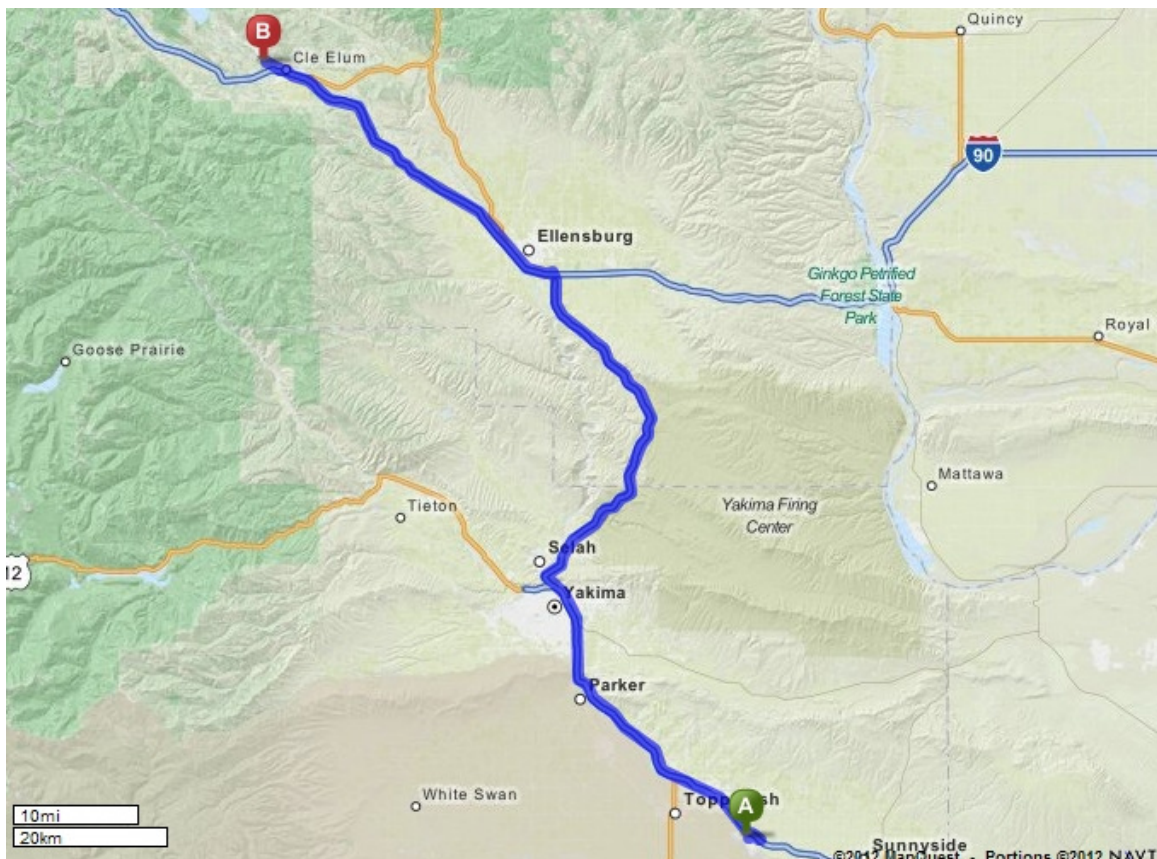 B
Cle Elum
Quincy
90
Ellensburg
Ginkgo Petrified
Forest State
Park
Royal
Goose Prairie
Mattawa
Tieton
Yakima Firing
Center
Selah
12
Yakima
Parker
White Swan
A
10mi
20km
Sunnyside
©2012 MapQuest - Portions ©2012 NAVT